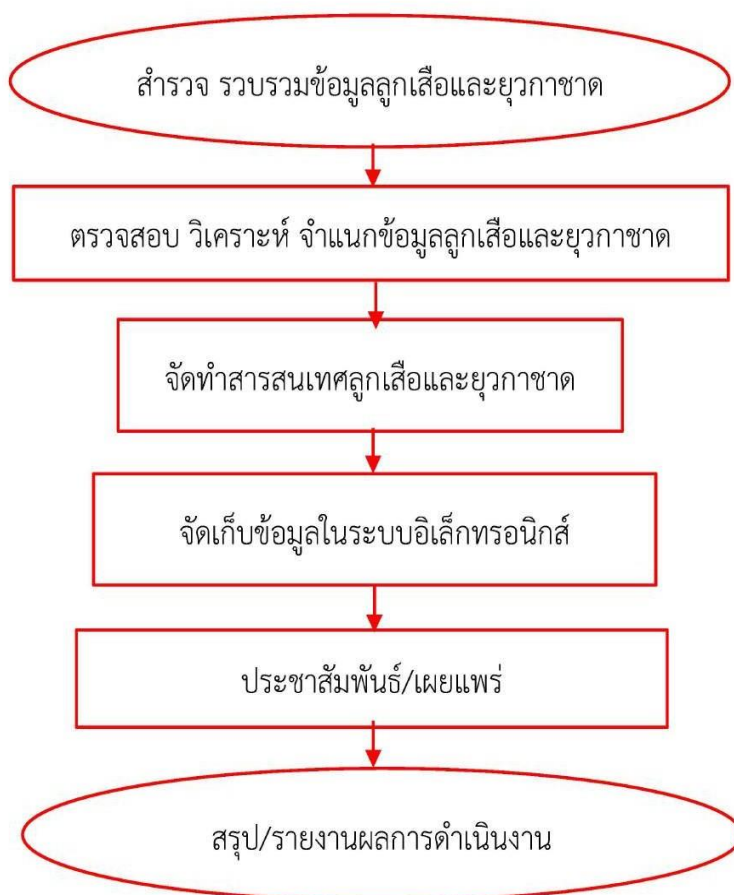 สำรวจ รวบรวมข้อมูลลูกเสือและยุวกาชาด
ตรวจสอบ วิเคราะห์ จำแนกข้อมูลลูกเสือและยุวกาชาด
จัดทำสารสนเทศลูกเสือและยุวกาชาด
จัดเก็บข้อมูลในระบบอิเล็กทรอนิกส์
ประชาสัมพันธ์/เผยแพร่
สรุป/รายงานผลการดำเนินงาน